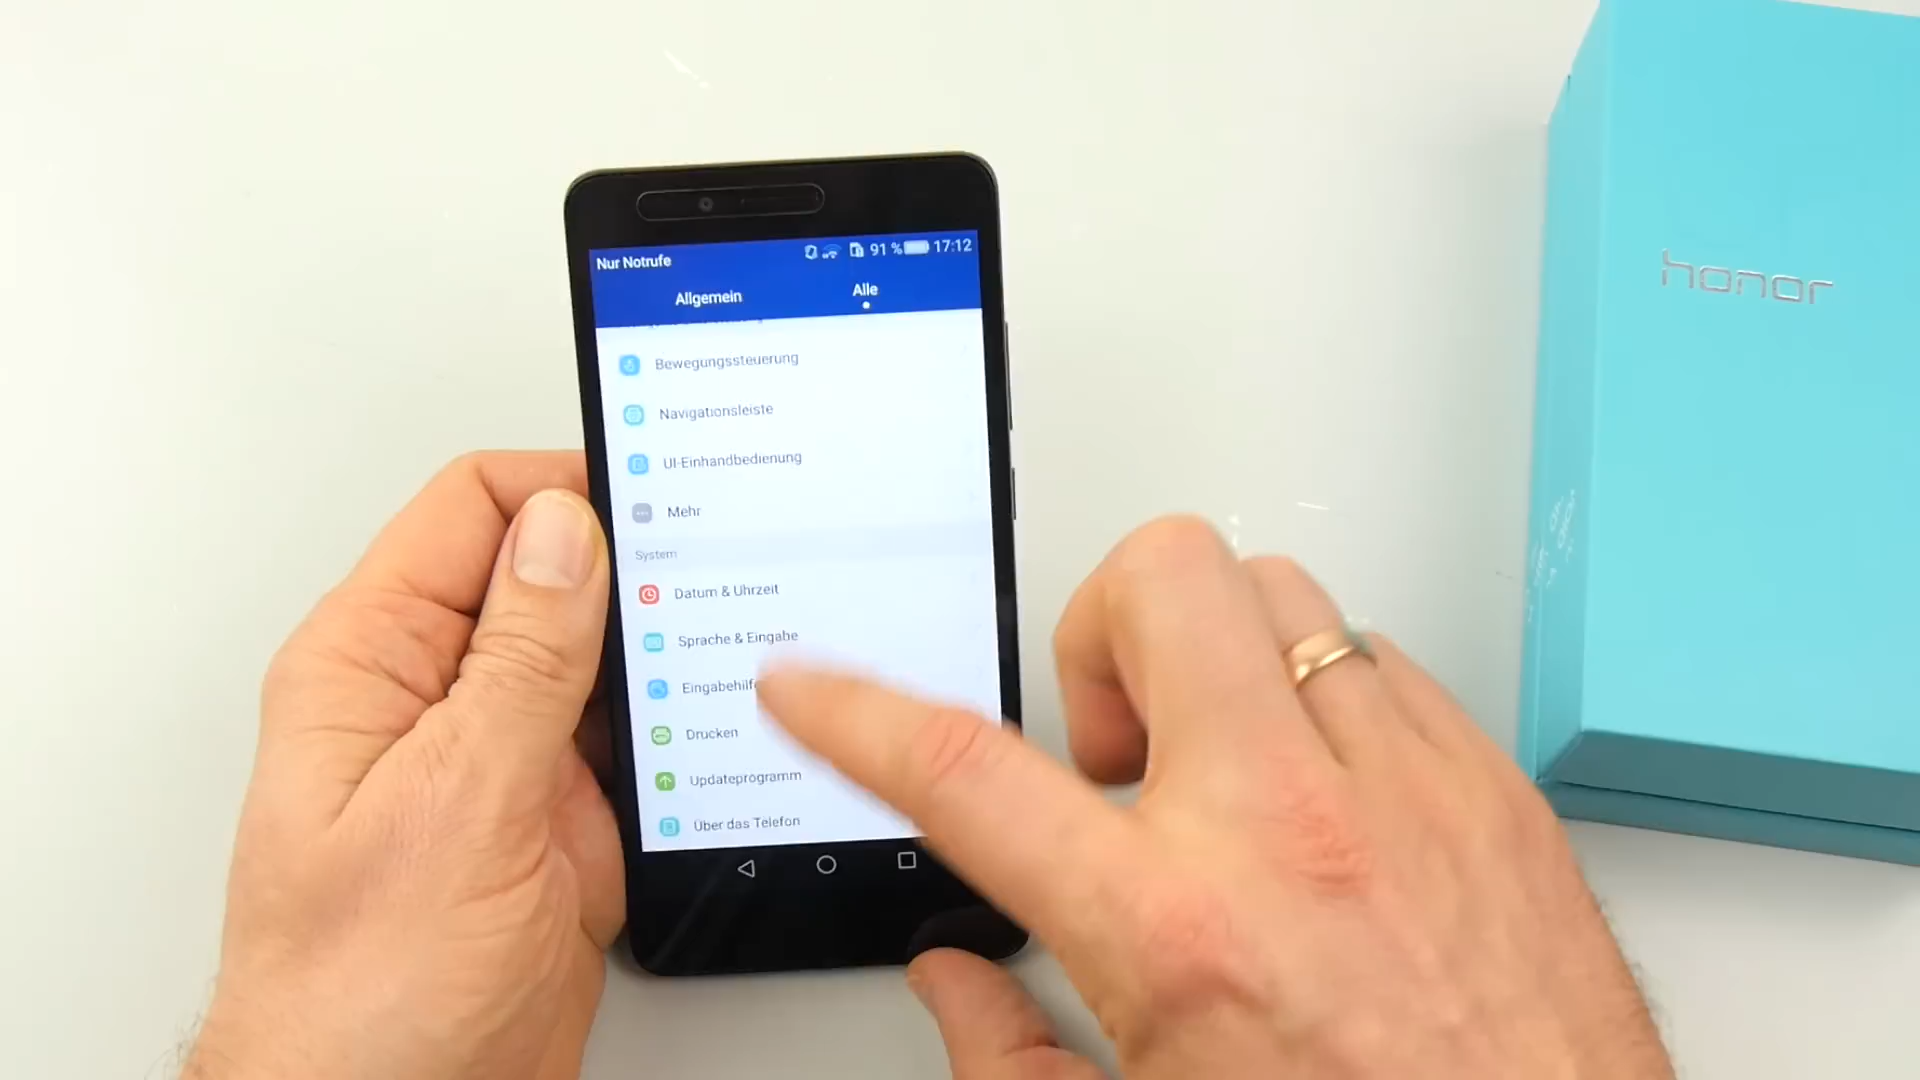 Nur Notrufe
91 %
17:12
Allgemein
Alle
Bewegungssteuerung
Navigationsleiste
UI-Einhandbedienung
Mehr
System
Datum & Uhrzeit
Sprache & Eingabe
Drucken
Updateprogramm
Über das Telefon
honor